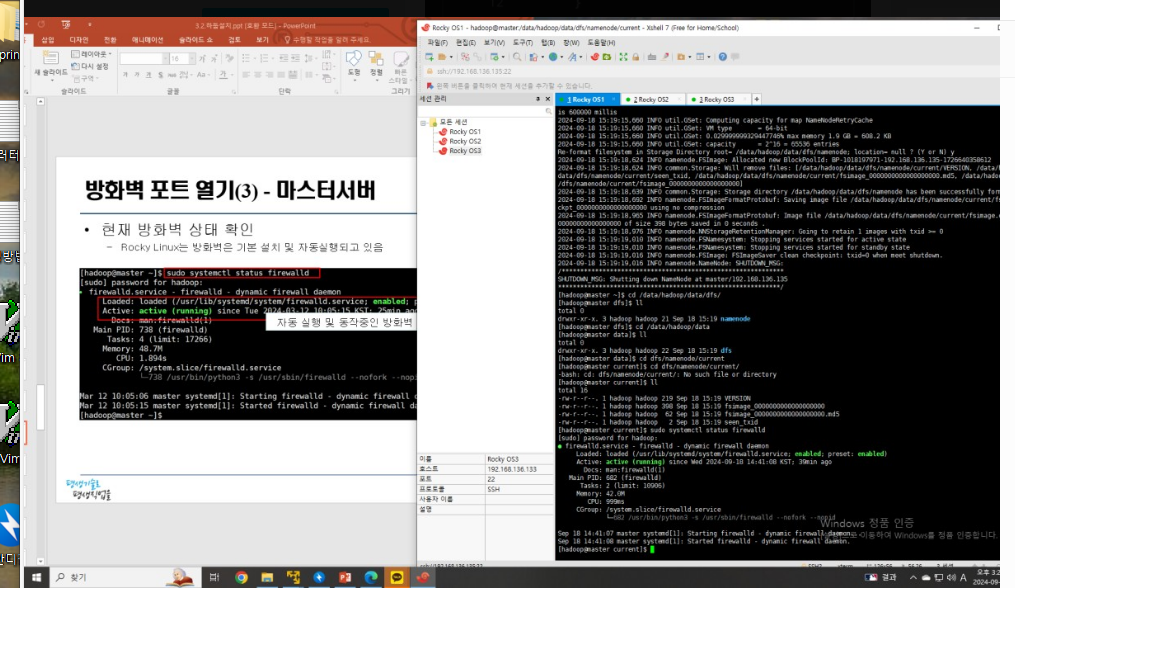 3.2.하둡설치.ppt [호환 모드] - PowerPoint
삽입 디자인 전환 애니메이션 슬라이드 쇼 검토 보기 수행할 작업을 알려 주세요.
새 슬라이드
레이아웃
다시 설정
구역
도형 정렬 빠른 스타일
슬라이드 글꼴 단락 그리기
방화벽 포트 열기(3) - 마스터서버
• 현재 방화벽 상태 확인
– Rocky Linux는 방화벽은 기본 설치 및 자동실행되고 있음
[hadoop@master ~]$ sudo systemctl status firewalld
[sudo] password for hadoop:
● firewalld.service - firewalld - dynamic firewall daemon
Loaded: loaded (/usr/lib/systemd/system/firewalld.service; enabled; p
Active: active (running) since Tue 2024-03-12 10:05:15 KST; 25min ago
Docs: man:firewalld(1)
자동 실행 및 동작중인 방화벽
Main PID: 738 (firewalld)
Tasks: 4 (limit: 17266)
Memory: 48.7M
CPU: 1.894s
CGroup: /system.slice/firewalld.service
└─738 /usr/bin/python3 -s /usr/sbin/firewalld --nofork --nopi
Mar 12 10:05:06 master systemd[1]: Starting firewalld - dynamic firewall d
Mar 12 10:05:15 master systemd[1]: Started firewalld - dynamic firewall da
[hadoop@master ~]$
평생기술로
평생직업을
Rocky OS1 - hadoop@master:/data/hadoop/data/dfs/namenode/current - Xshell 7 (Free for Home/School)
파일(F) 편집(E) 보기(V) 도구(T) 탭(B) 창(W) 도움말(H)
ssh://192.168.136.135:22
왼쪽 버튼을 클릭하여 현재 세션을 추가할 수 있습니다.
세션 관리
모든 세션
Rocky OS1
Rocky OS2
Rocky OS3
이름 Rocky OS3
호스트 192.168.136.133
포트 22
프로토콜 SSH
사용자 이름
설명
1 Rocky OS1 2 Rocky OS2 3 Rocky OS3
is 600000 millis
2024-09-18 15:19:15,660 INFO util.GSet: Computing capacity for map NameNodeRetryCache
2024-09-18 15:19:15,660 INFO util.GSet: VM type = 64-bit
2024-09-18 15:19:15,660 INFO util.GSet: 0.029999999329447746% max memory 1.9 GB = 608.2 KB
2024-09-18 15:19:15,660 INFO util.GSet: capacity = 2^16 = 65536 entries
Re-format filesystem in Storage Directory root= /data/hadoop/data/dfs/namenode; location= null ? (Y or N) y
2024-09-18 15:19:18,624 INFO namenode.FSImage: Allocated new BlockPoolId: BP-1018197971-192.168.136.135-1726640358612
2024-09-18 15:19:18,624 INFO common.Storage: Will remove files: [/data/hadoop/data/dfs/namenode/current/VERSION, /data/
data/dfs/namenode/current/seen_txid, /data/hadoop/data/dfs/namenode/current/fsimage_0000000000000000000.md5, /data/hado
/dfs/namenode/current/fsimage_0000000000000000000]
2024-09-18 15:19:18,639 INFO common.Storage: Storage directory /data/hadoop/data/dfs/namenode has been successfully for
2024-09-18 15:19:18,692 INFO namenode.FSImageFormatProtobuf: Saving image file /data/hadoop/data/dfs/namenode/current/fs
ckpt_0000000000000000000 using no compression
2024-09-18 15:19:18,965 INFO namenode.FSImageFormatProtobuf: Image file /data/hadoop/data/dfs/namenode/current/fsimage.
0000000000000000 of size 398 bytes saved in 0 seconds .
2024-09-18 15:19:18,976 INFO namenode.NNStorageRetentionManager: Going to retain 1 images with txid >= 0
2024-09-18 15:19:19,010 INFO namenode.FSNamesystem: Stopping services started for active state
2024-09-18 15:19:19,010 INFO namenode.FSNamesystem: Stopping services started for standby state
2024-09-18 15:19:19,016 INFO namenode.FSImage: FSImageSaver clean checkpoint: txid=0 when meet shutdown.
2024-09-18 15:19:19,016 INFO namenode.NameNode: SHUTDOWN_MSG:
/************************************************************
SHUTDOWN_MSG: Shutting down NameNode at master/192.168.136.135
************************************************************/
[hadoop@master ~]$ cd /data/hadoop/data/dfs/
[hadoop@master dfs]$ ll
total 0
drwxr-xr-x. 3 hadoop hadoop 21 Sep 18 15:19 namenode
[hadoop@master dfs]$ cd /data/hadoop/data
[hadoop@master data]$ ll
total 0
drwxr-xr-x. 3 hadoop hadoop 22 Sep 18 15:19 dfs
[hadoop@master data]$ cd dfs/namenode/current
[hadoop@master current]$ cd dfs/namenode/current/
-bash: cd: dfs/namenode/current/: No such file or directory
[hadoop@master current]$ ll
total 16
-rw-r--r--. 1 hadoop hadoop 219 Sep 18 15:19 VERSION
-rw-r--r--. 1 hadoop hadoop 398 Sep 18 15:19 fsimage_0000000000000000000
-rw-r--r--. 1 hadoop hadoop 62 Sep 18 15:19 fsimage_0000000000000000000.md5
-rw-r--r--. 1 hadoop hadoop 2 Sep 18 15:19 seen_txid
[hadoop@master current]$ sudo systemctl status firewalld
[sudo] password for hadoop:
● firewalld.service - firewalld - dynamic firewall daemon
Loaded: loaded (/usr/lib/systemd/system/firewalld.service; enabled; preset: enabled)
Active: active (running) since Wed 2024-09-18 14:41:08 KST; 39min ago
Docs: man:firewalld(1)
Main PID: 682 (firewalld)
Tasks: 2 (limit: 10906)
Memory: 42.0M
CPU: 999ms
CGroup: /system.slice/firewalld.service
└─682 /usr/bin/python3 -s /usr/sbin/firewalld --nofork --nopid
Sep 18 14:41:07 master systemd[1]: Starting firewalld - dynamic firewall daemon...
Sep 18 14:41:08 master systemd[1]: Started firewalld - dynamic firewall daemon.
[hadoop@master current]$
Windows 정품 인증
이동하여 Windows를 정품 인증합니다.
찾기
결과
A
오후 3:2
2024-09-